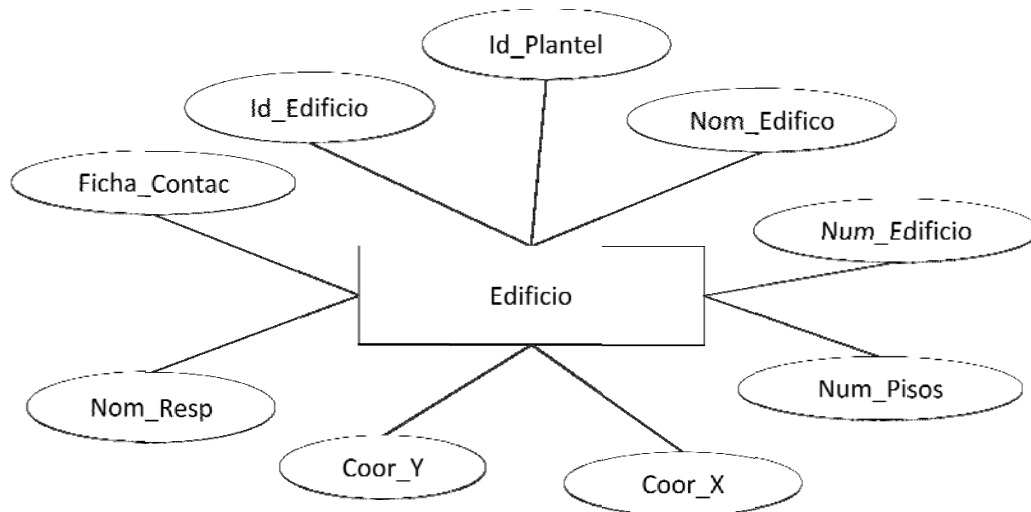 Id_Plantel
Id_Edificio
Nom_Edifico
Ficha_Contac
Num_Edificio
Edificio
Num_Pisos
Nom_Resp
Coor_Y
Coor_X